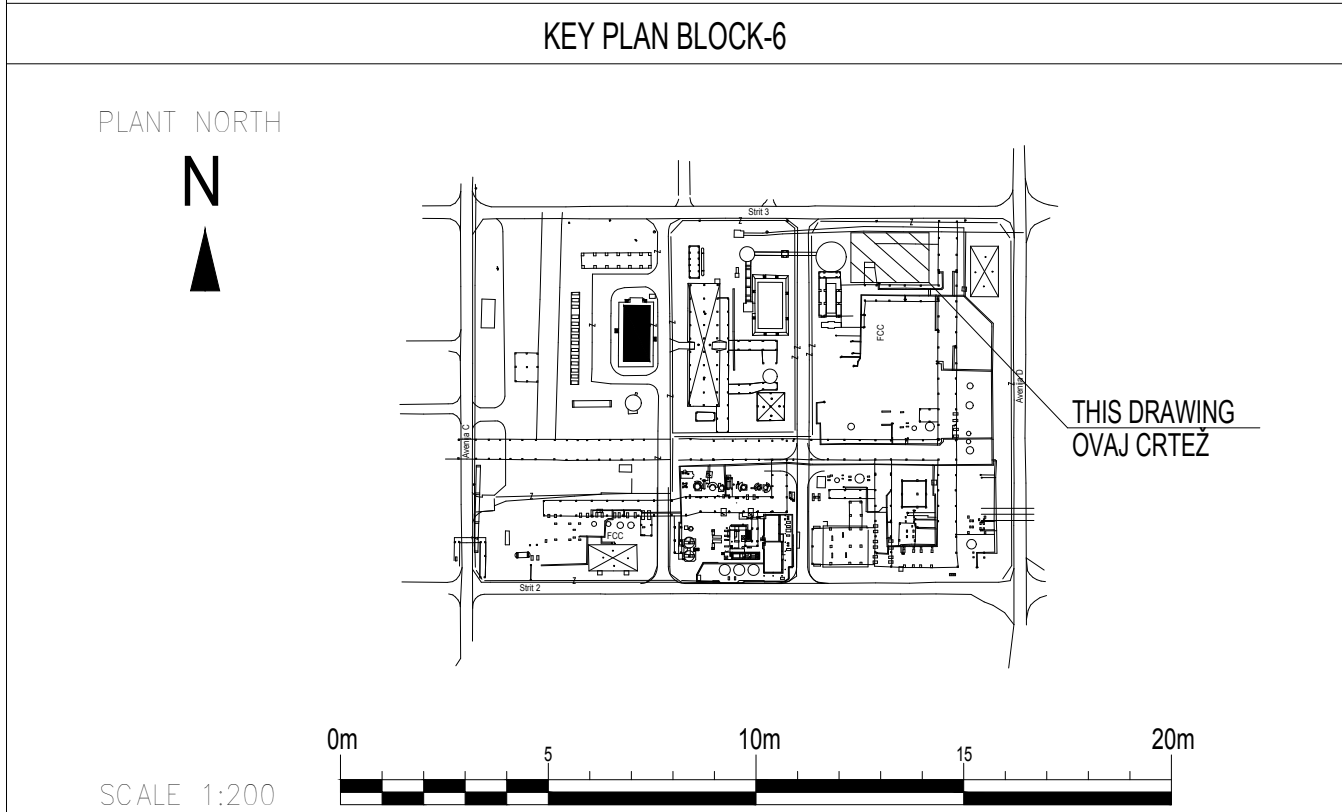 KEY PLAN BLOCK-6
PLANT NORTH
N
Strit 3
FCC
Avenija D
THIS DRAWING
OVAJ CRTEŽ
Avenija C
FCC
Strit 2
0m
5
10m
15
20m
SCALE 1:200